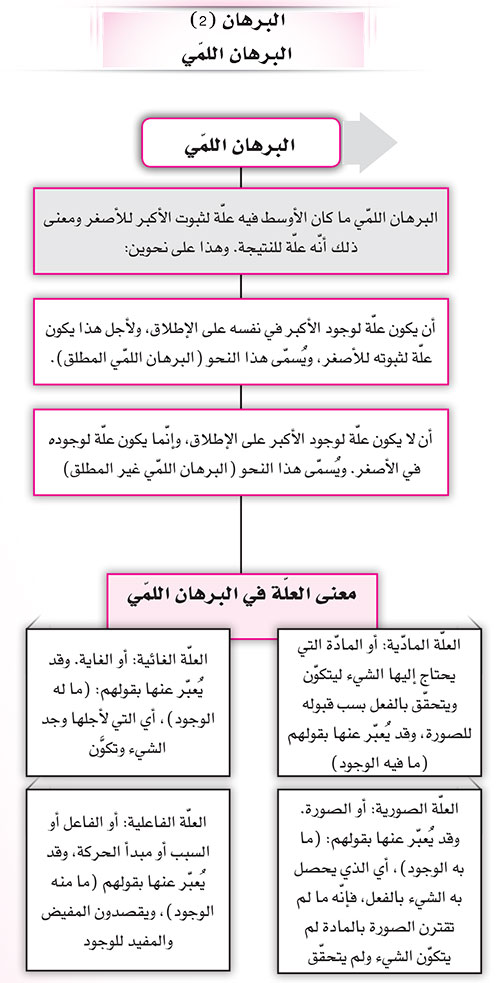 البرهان (2)
البرهان اللمّي
البرهان اللمّي
البرهان اللمّي ما كان الأوسط فيه علّة لثبوت الأكبر للأصغر ومعنى
ذلك أنّه علّة للنتيجة. وهذا على نحوين:
أن يكون علّة لوجود الأكبر في نفسه على الإطلاق، ولأجل هذا يكون
علّة لثبوته للأصغر، ويُسمّى هذا النحو (البرهان اللمّي المطلق).
أن لا يكون علّة لوجود الأكبر على الإطلاق، وإنّما يكون علّة لوجوده
في الأصغر. ويُسمّى هذا النحو (البرهان اللمّي غير المطلق)
معنى العلّة في البرهان اللمّي
العلّة المادّية: أو المادّة التي
يحتاج إليها الشيء ليتكوّن
ويتحقّق بالفعل بسب قبوله
للصورة، وقد يُعبّر عنها بقولهم
(ما فيه الوجود)
العلّة الغائية: أو الغاية. وقد
يُعبّر عنها بقولهم: (ما له
الوجود)، أي التي لأجلها وجد
الشيء وتكوَّن
العلّة الصورية: أو الصورة.
وقد يُعبّر عنها بقولهم: (ما
به الوجود)، أي الذي يحصل
به الشيء بالفعل، فإنّه ما لم
تقترن الصورة بالمادة لم
يتكوّن الشيء ولم يتحقّق
العلّة الفاعلية: أو الفاعل أو
السبب أو مبدأ الحركة، وقد
يُعبّر عنها بقولهم (ما منه
الوجود)، ويقصدون المفيض
والمفيد للوجود